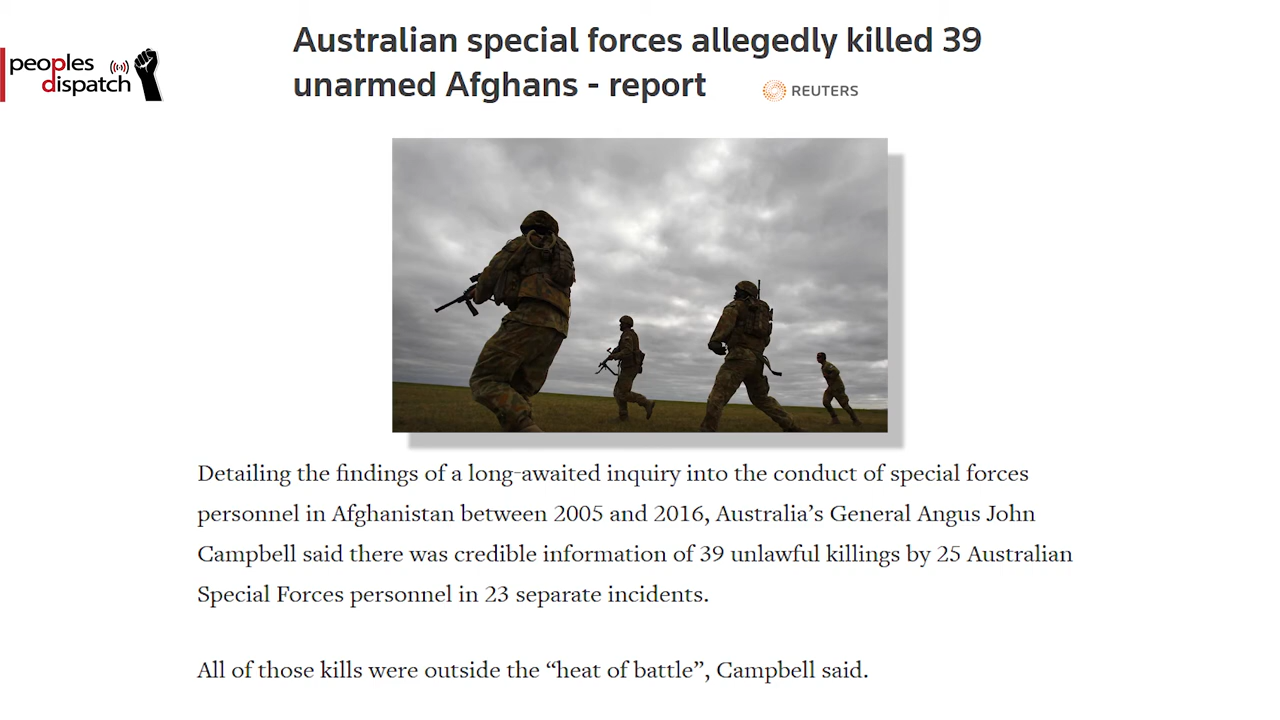 peoples
dispatch
Australian special forces allegedly killed 39
unarmed Afghans - report
REUTERS
Detailing the findings of a long-awaited inquiry into the conduct of special forces
personnel in Afghanistan between 2005 and 2016, Australia’s General Angus John
Campbell said there was credible information of 39 unlawful killings by 25 Australian
Special Forces personnel in 23 separate incidents.
All of those kills were outside the “heat of battle”, Campbell said.